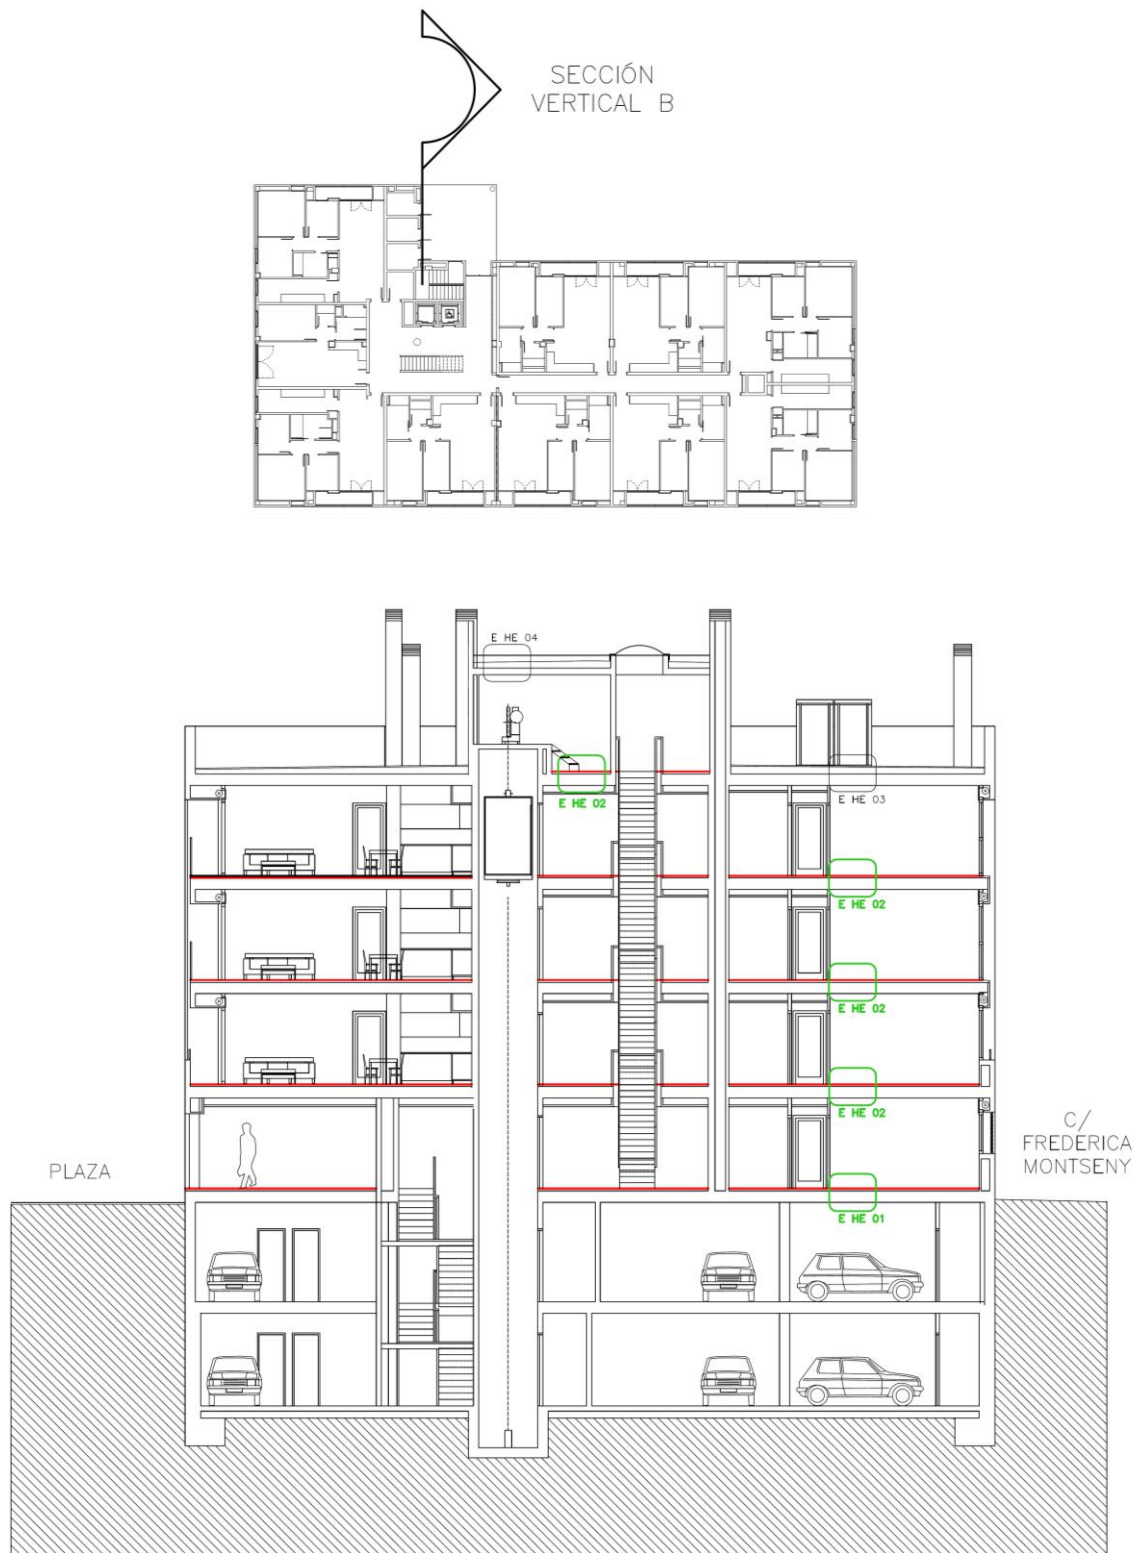 SECCIÓN
VERTICAL B
E HE 04
E HE 02
E HE 03
E HE 02
E HE 02
E HE 02
C/
FREDERICA
MONTSENY
PLAZA
E HE 01